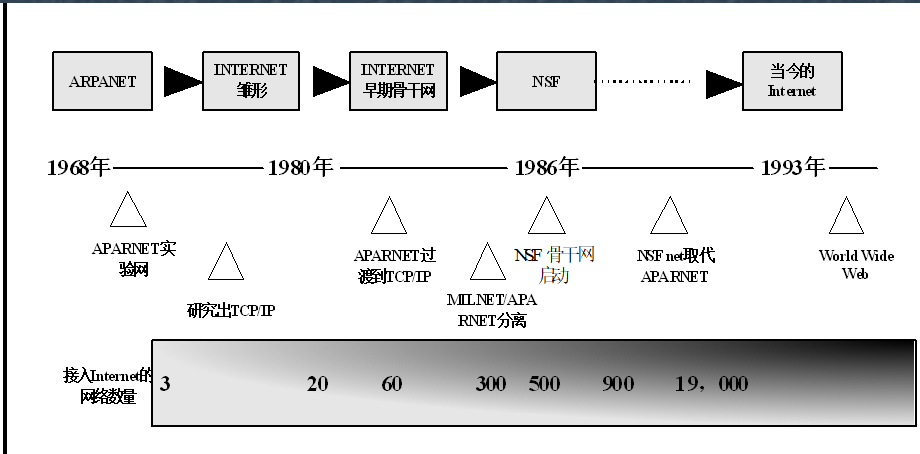 ARPANET
INTERNET
雏形
INTERNET
早期骨干网
NSF
当今的
Internet
1968年
1980年
1986年
1993年
APARNET实
验网
研究出TCP/IP
APARNET过
渡到TCP/IP
MILNET/APA
RNET分离
NSF 骨干网
启动
NSFnet取代
APARNET
World Wide
Web
接入Internet的
网络数量
3 20 60 300 500 900 19，000